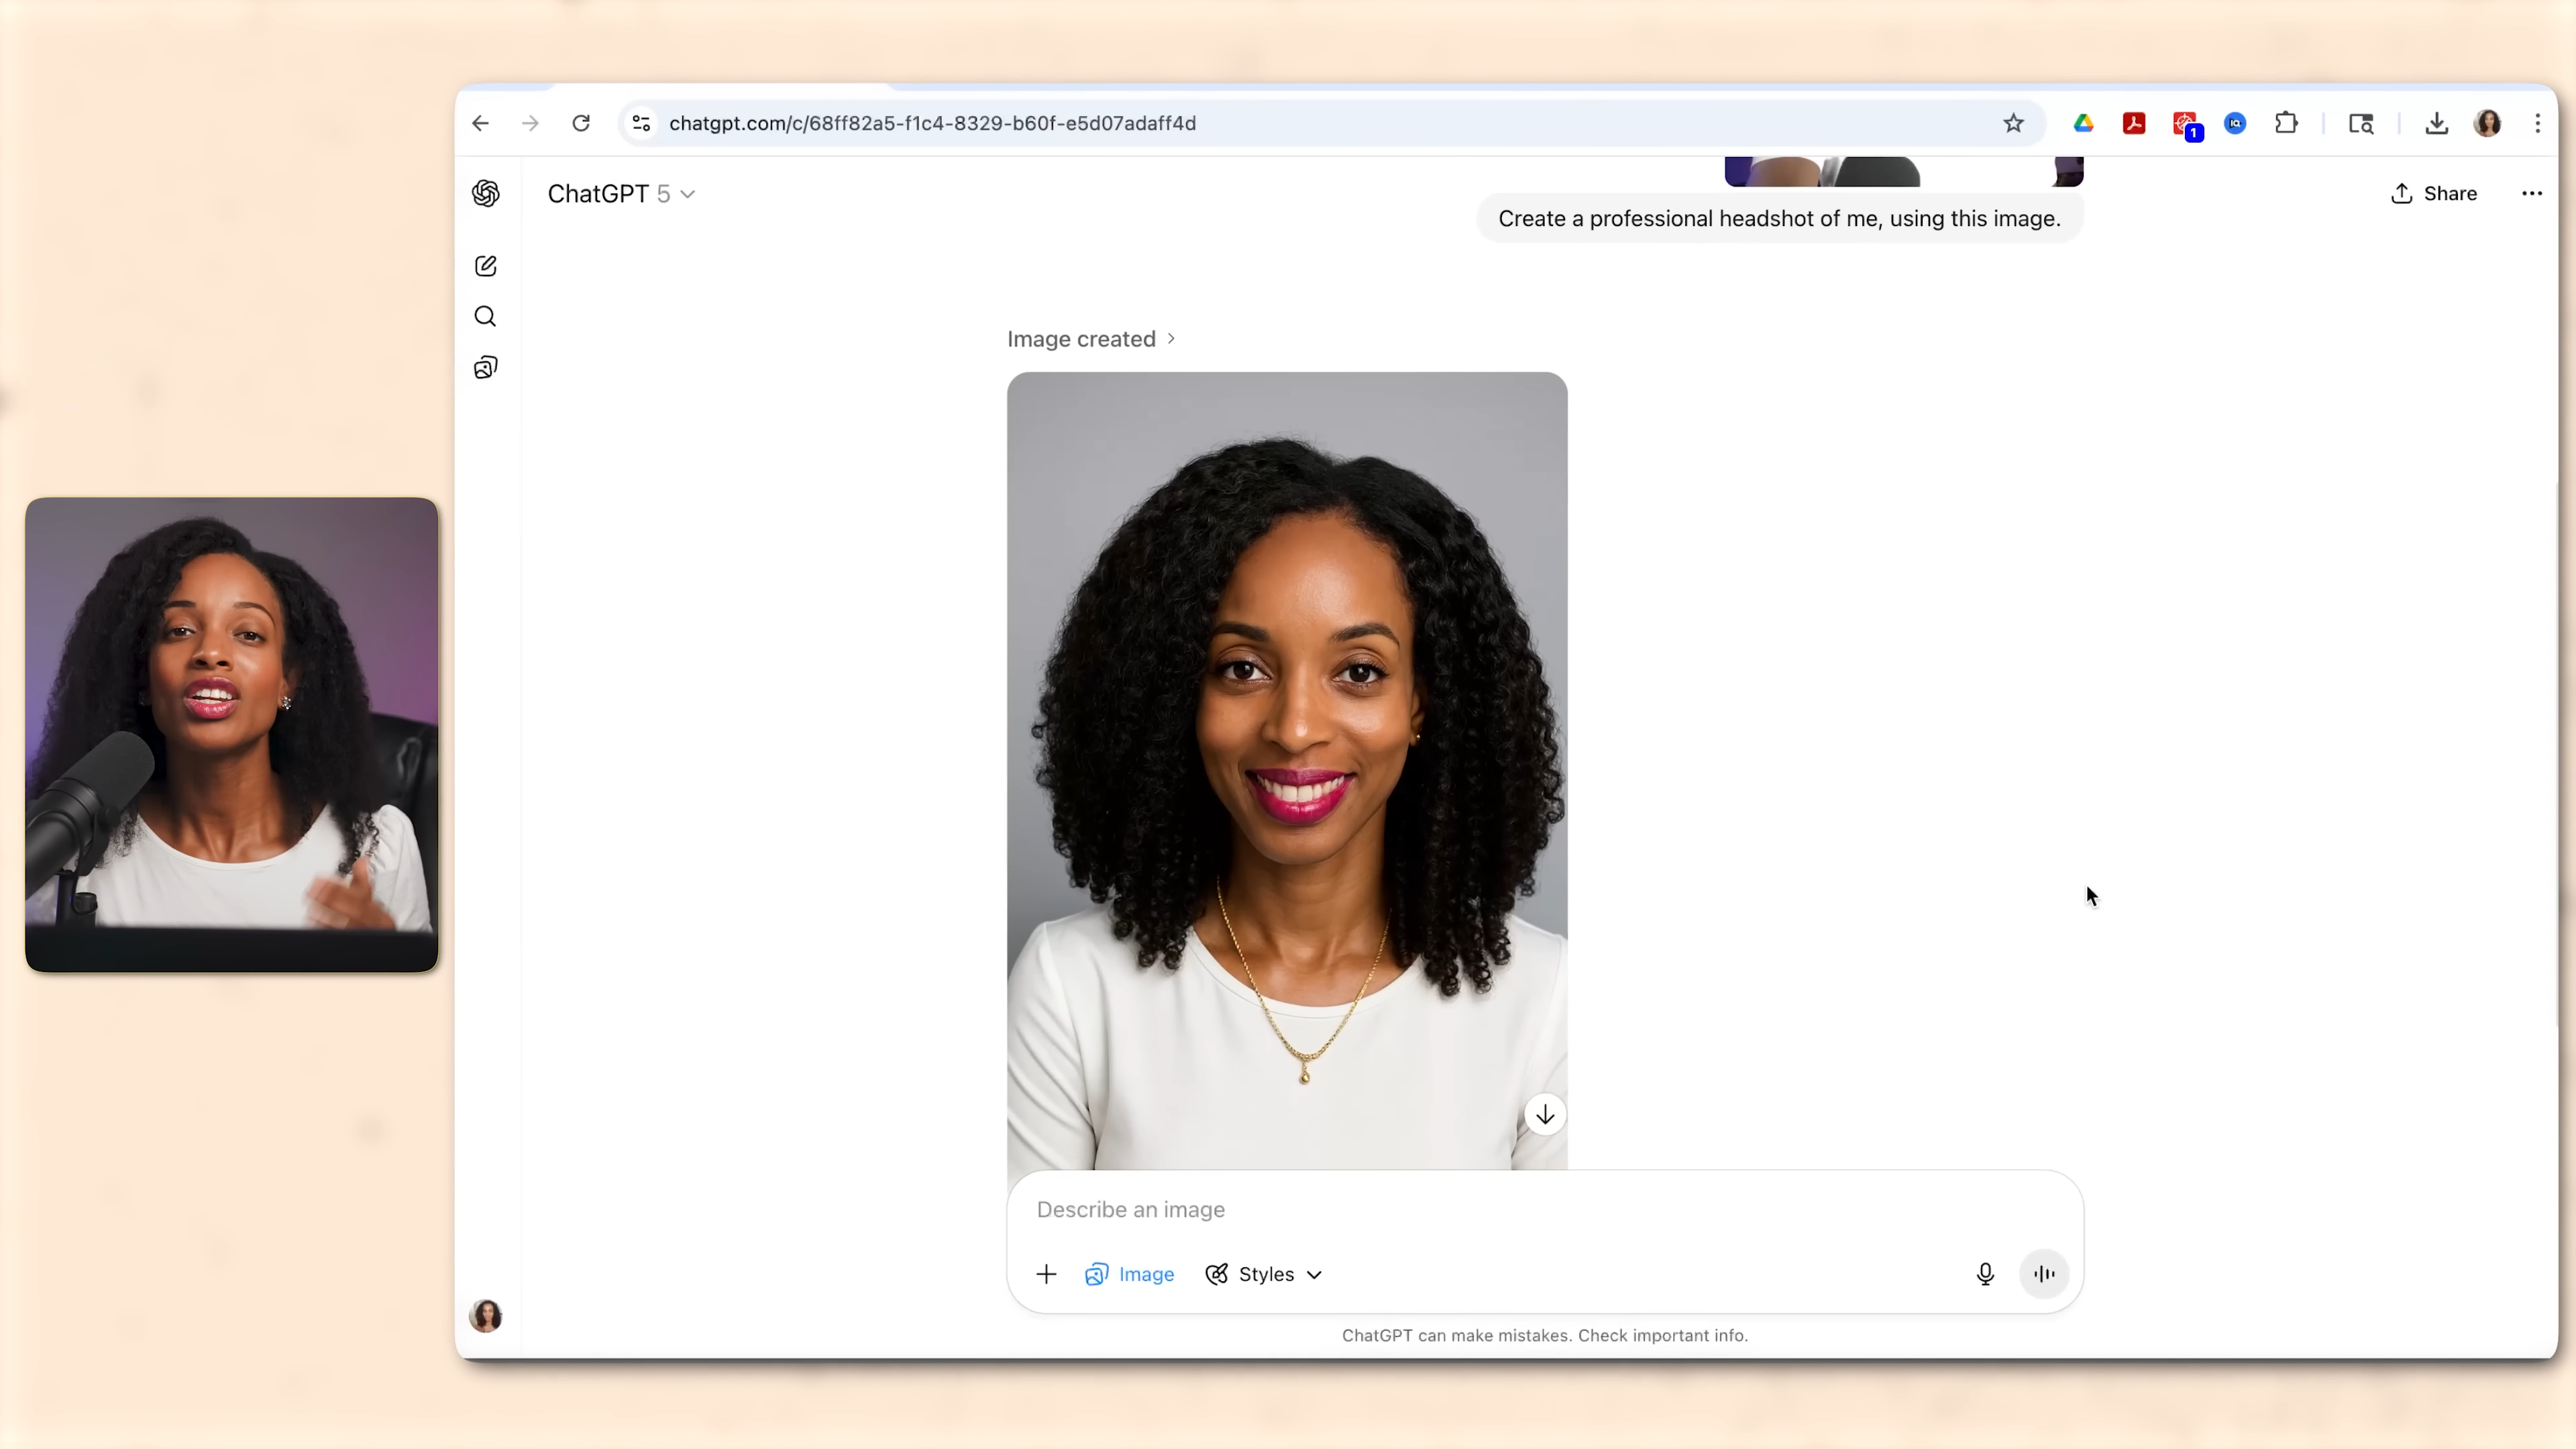 chatgpt.com/c/68ff82a5-f1c4-8329-b60f-e5d07adaff4d
1
ChatGPT 5
Share
Create a professional headshot of me, using this image.
Image created
Describe an image
Image
Styles
ChatGPT can make mistakes. Check important info.